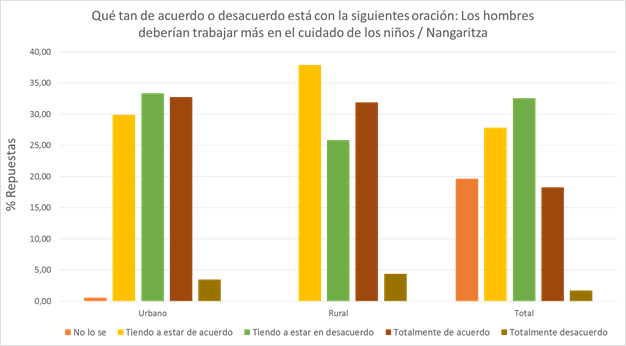 Qué tan de acuerdo o desacuerdo está con la siguientes oración: Los hombres
deberían trabajar más en el cuidado de los niños / Nangaritza
40,00
35,00
30,00
25,00
20,00
15,00
10,00
5,00
0,00
% Repuestas
Urbano Rural Total
No lo se Tiendo a estar de acuerdo Tiendo a estar en desacuerdo Totalmente de acuerdo Totalmente desacuerdo